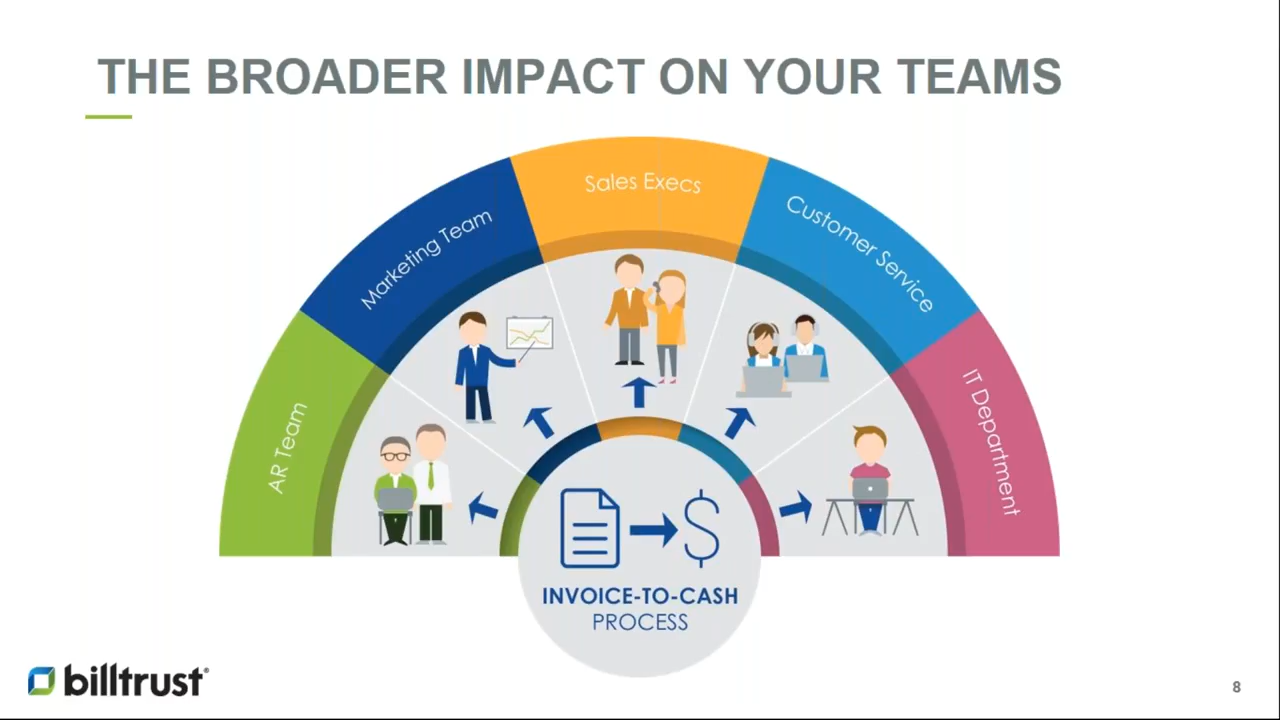 THE BROADER IMPACT ON YOUR TEAMS
AR Team
Marketing Team
Sales Execs
Customer Service
IT Department
$
INVOICE-TO-CASH
PROCESS
billtrust®
8